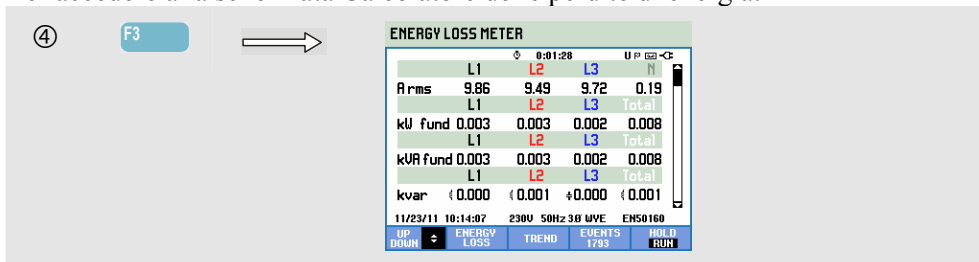 ④ F3 ENERGY LOSS METER
0:01:28 U
L1 L2 L3 N
A rms 9.86 9.49 9.72 0.19
L1 L2 L3 Total
kW fund 0.003 0.003 0.002 0.008
L1 L2 L3 Total
kVA fund 0.003 0.003 0.002 0.008
L1 L2 L3 Total
kvar 0.000 0.001 0.000 0.001
11/23/11 10:14:07 230V 50Hz 3.0 WYE EN50160
UP DOWN ENERGY LOSS TREND EVENTS 1793 HOLD RUN